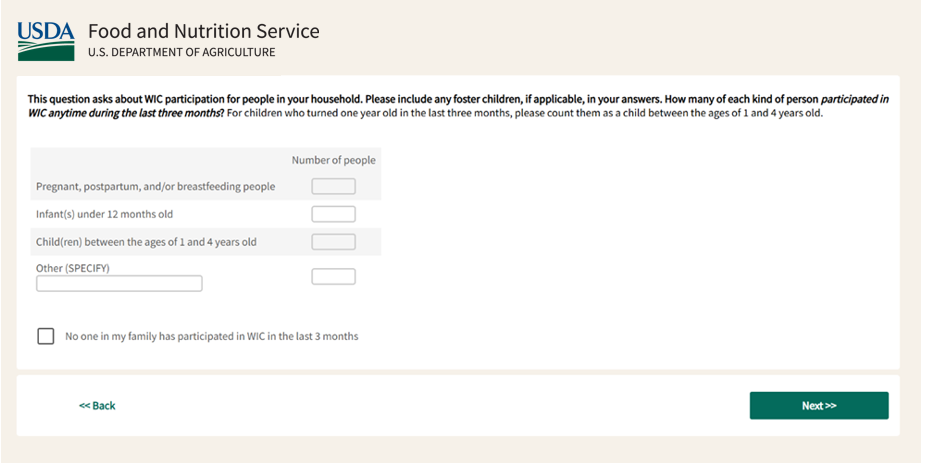 USDA Food and Nutrition Service
U.S. DEPARTMENT OF AGRICULTURE
This question asks about WIC participation for people in your household. Please include any foster children, if applicable, in your answers. How many of each kind of person participated in
WIC anytime during the last three months? For children who turned one year old in the last three months, please count them as a child between the ages of 1 and 4 years old.
Number of people
Pregnant, postpartum, and/or breastfeeding people
Infant(s) under 12 months old
Child(ren) between the ages of 1 and 4 years old
Other (SPECIFY)
No one in my family has participated in WIC in the last 3 months
<< Back
Next >>